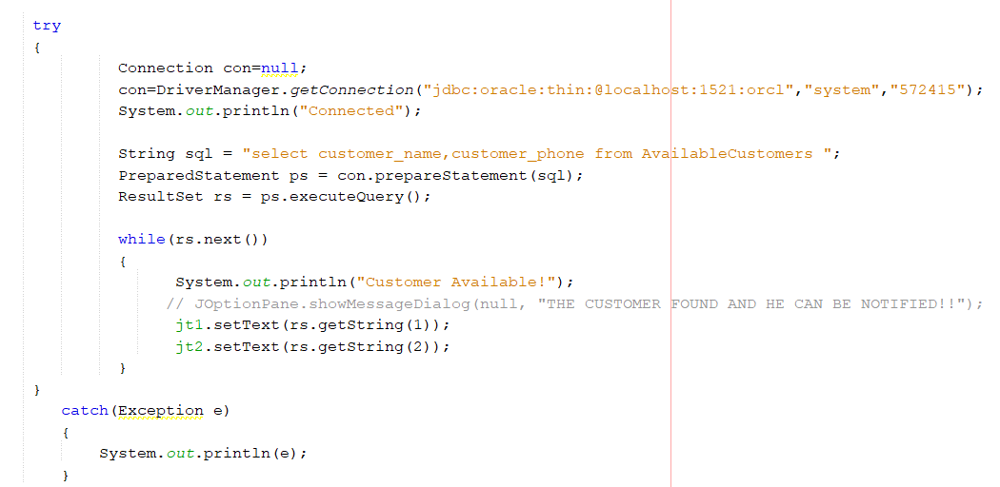 try
{
Connection con=null;
con=DriverManager.getConnection("jdbc:oracle:thin:@localhost:1521:orcl","system","572415");
System.out.println("Connected");
String sql = "select customer_name,customer_phone from AvailableCustomers ";
PreparedStatement ps = con.prepareStatement(sql);
ResultSet rs = ps.executeQuery();
while(rs.next())
{
System.out.println("Customer Available!");
// JOptionPane.showMessageDialog(null, "THE CUSTOMER FOUND AND HE CAN BE NOTIFIED!!");
jt1.setText(rs.getString(1));
jt2.setText(rs.getString(2));
}
}
catch(Exception e)
{
System.out.println(e);
}